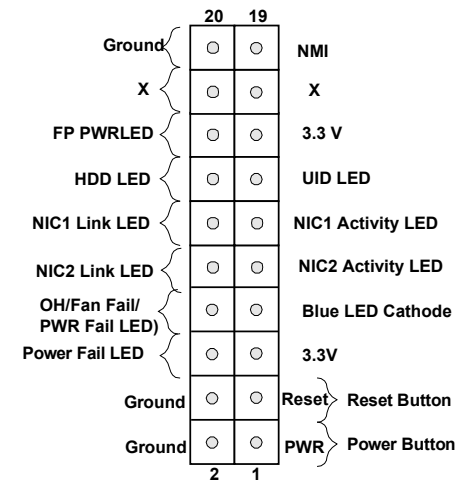 20 19
Ground NMI
X X
FP PWRLED 3.3 V
HDD LED UID LED
NIC1 Link LED NIC1 Activity LED
NIC2 Link LED NIC2 Activity LED
OH/Fan Fail/
PWR Fail LED) Blue LED Cathode
Power Fail LED 3.3V
Ground Reset Reset Button
Ground PWR Power Button
2 1